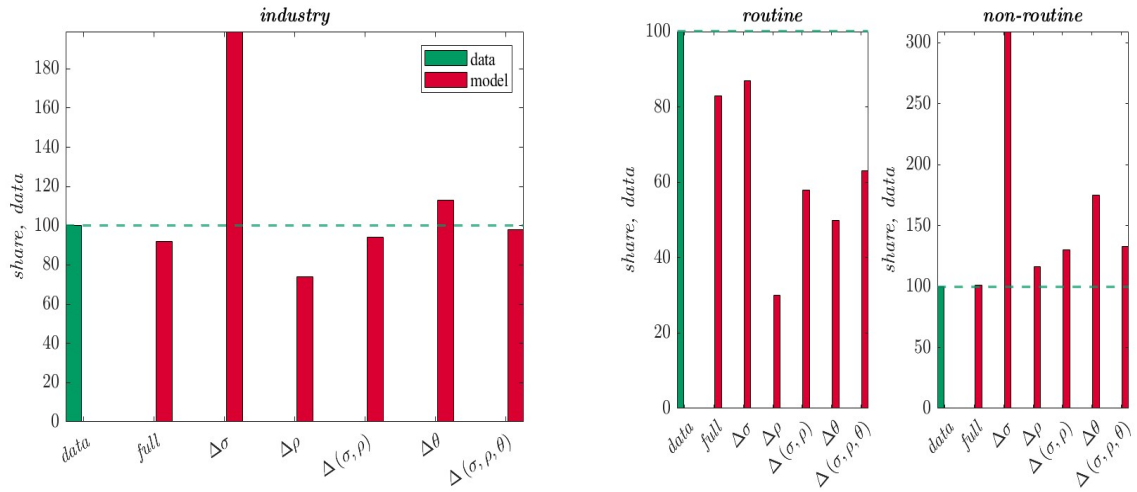 industry
share, data
180
160
140
120
100
80
60
40
20
0
data
model
data
full
Δσ
Δρ
Δ(σ, ρ)
Δθ
Δ(σ, ρ, θ)
routine
share, data
100
80
60
40
20
0
data
full
Δσ
Δρ
Δ(σ, ρ)
Δθ
Δ(σ, ρ, θ)
non-routine
share, data
300
250
200
150
100
50
0
data
full
Δσ
Δρ
Δ(σ, ρ)
Δθ
Δ(σ, ρ, θ)